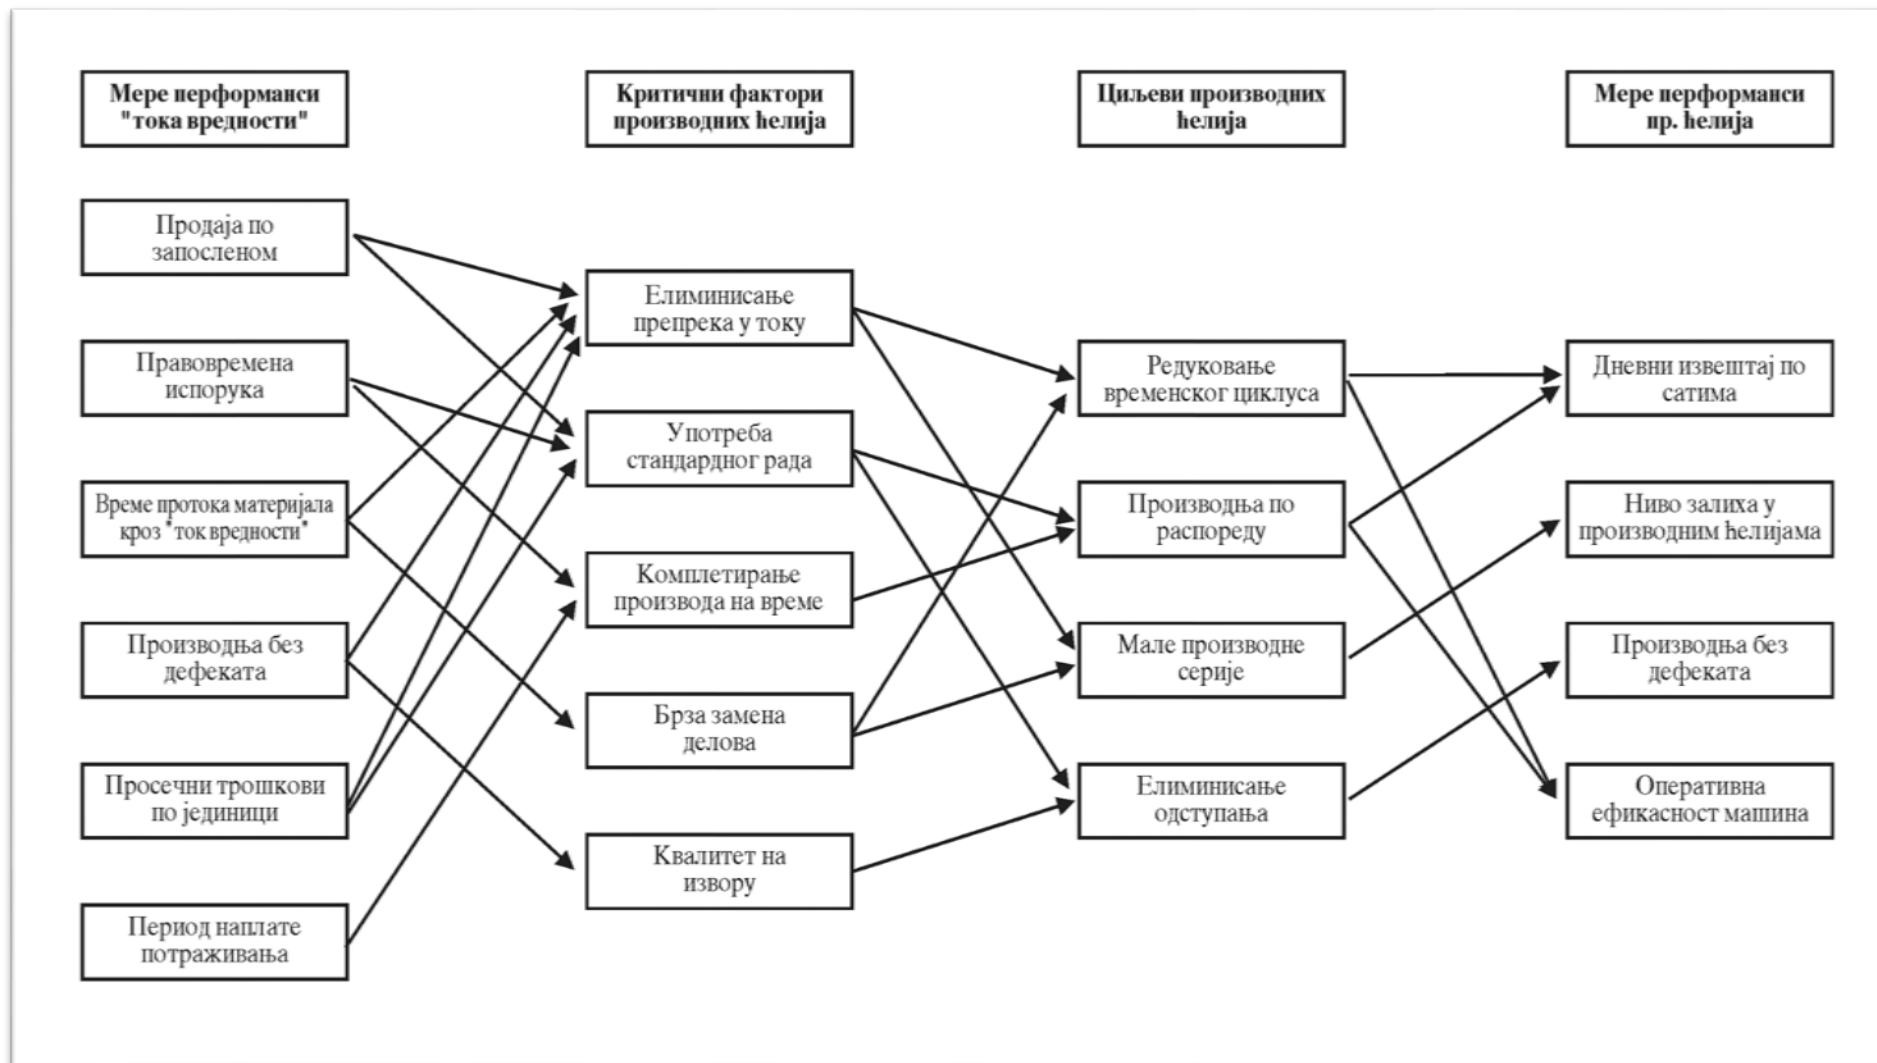 Мере перформанси
"тока вредности"
Критични фактори
производних ћелија
Циљеви производних
ћелија
Мере перформанси
пр. ћелија
Продаја по
запосленом
Правовремена
испорука
Време протока материјала
кроз "ток вредности"
Производња без
дефеката
Просечни трошкови
по јединици
Период наплате
потраживања
Елиминисање
препрека у току
Употреба
стандардног рада
Комплетирање
производа на време
Брза замена
делова
Квалитет на
извору
Редуковање
временског циклуса
Производња по
распореду
Мале производне
серије
Елиминисање
одступања
Дневни извештај по
сатима
Ниво залиха у
производним ћелијама
Производња без
дефеката
Оперативна
ефикасност машина